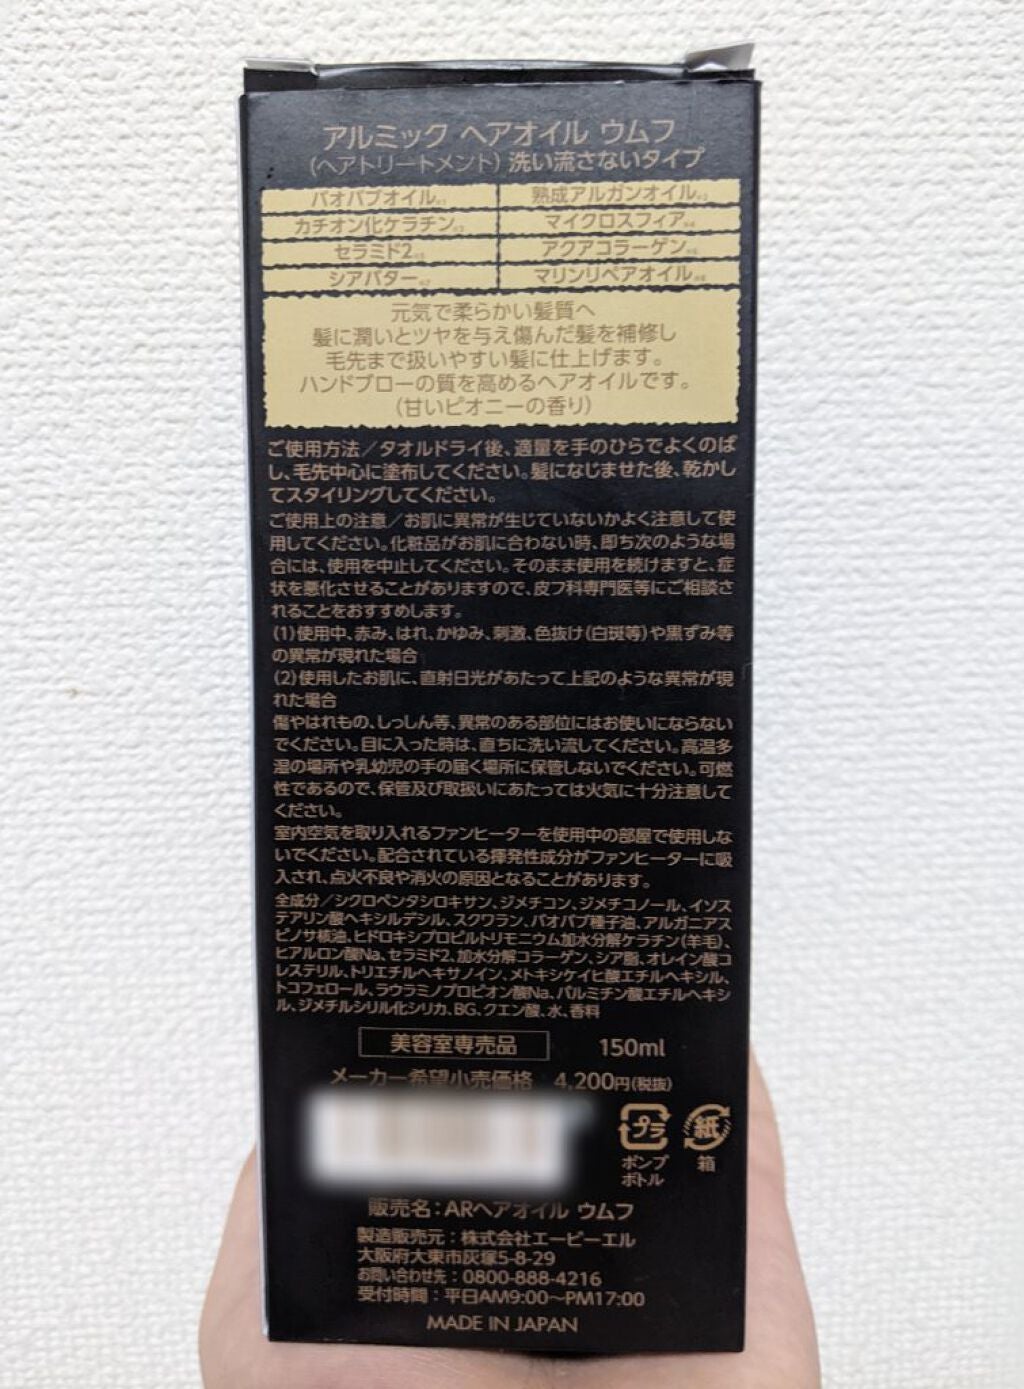 アルミック ヘアオイル ウムフ
(ヘアトリートメント) 洗い流さないタイプ
バオバブオイル 熟成アルガンオイル
カチオン化ケラチン マイクロスフィア
セラミド2 アクアコラーゲン
シアバター マリンリペアオイル
元気で柔らかい髪質へ
髪に潤いとツヤを与え傷んだ髪を補修し
毛先まで扱いやすい髪に仕上げます。
ハンドブローの質を高めるヘアオイルです。
(甘いピオニーの香り)
ご使用方法/タオルドライ後、適量を手のひらでよくのば
し、毛先中心に塗布してください。髪になじませた後、乾かし
てスタイリングしてください。
ご使用上の注意/お肌に異常が生じていないかよく注意して使
用してください。化粧品がお肌に合わない時、即ち次のような場
合には、使用を中止してください。そのまま使用を続けますと、症
状を悪化させることがありますので、皮フ科専門医等にご相談さ
れることをおすすめします。
(1)使用中、赤み、はれ、かゆみ、刺激、色抜け(白斑等)や黒ずみ等
の異常が現れた場合
(2)使用したお肌に、直射日光があたって上記のような異常が現
れた場合
傷やはれもの、しっしん等、異常のある部位にはお使いにならない
でください。目に入った時は、直ちに洗い流してください。高温多
湿の場所や乳幼児の手の届く場所に保管しないでください。可燃
性であるので、保管及び取扱いにあたっては火気に十分注意して
ください。
室内空気を取り入れるファンヒーターを使用中の部屋で使用しな
いでください。配合されている揮発性成分がファンヒーターに吸
入され、点火不良や消火の原因となることがあります。
全成分/シクロペンタシロキサン、ジメチコン、ジメチコノール、イソス
テアリン酸ヘキシルデシル、スクワラン、バオバブ種子油、アルガニアス
ピノサ核油、ヒドロキシプロピルトリモニウム加水分解ケラチン(羊毛)、
ヒアルロン酸Na、セラミド2、加水分解コラーゲン、シア脂、オレイン酸コ
レステリル、トリエチルヘキサノイン、メトキシケイヒ酸エチルヘキシル、
トコフェロール、ラウラミノプロピオン酸Na、パルミチン酸エチルヘキシ
ル、ジメチルシリル化シリカ、BG、クエン酸、水、香料
美容室専売品 150ml
メーカー希望小売価格 4,200円(税抜)
プラ 紙
ポンプ 箱
ボトル
販売名:ARヘアオイル ウムフ
製造販売元:株式会社エーピーエル
大阪府大東市灰塚5-8-29
お問い合わせ先:0800-888-4216
受付時間:平日AM9:00〜PM17:00
MADE IN JAPAN